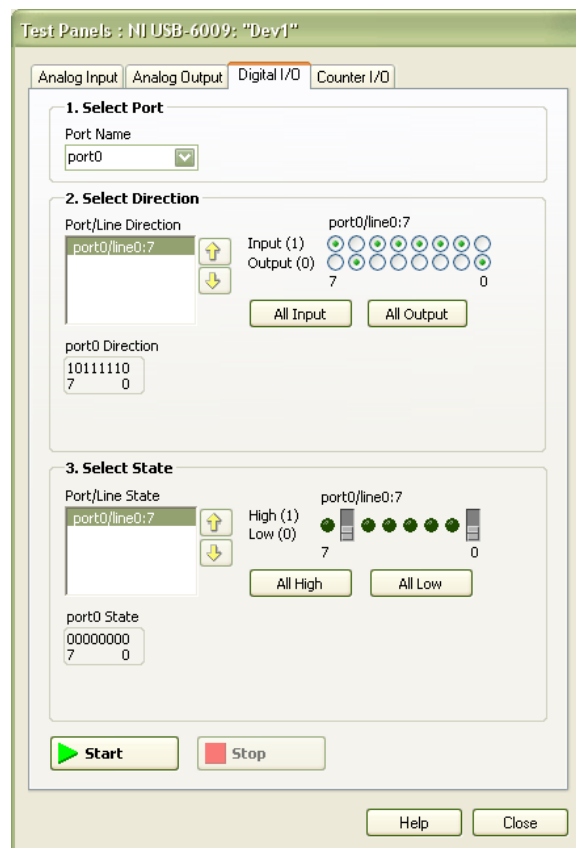 Test Panels : NI USB-6009: "Dev1"
Analog Input Analog Output Digital I/O Counter I/O
1. Select Port
Port Name
port0
2. Select Direction
Port/Line Direction
port0/line0:7
port0/line0:7
Input (1)
Output (0)
7 0
All Input All Output
port0 Direction
10111110
7 0
3. Select State
Port/Line State
port0/line0:7
port0/line0:7
High (1)
Low (0)
7 0
All High All Low
port0 State
00000000
7 0
Start Stop
Help Close